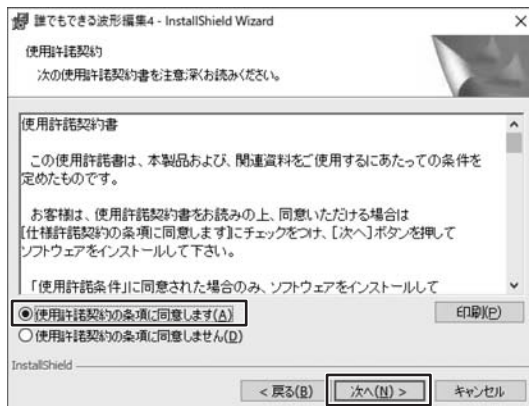 誰でもできる波形編集4 - InstallShield Wizard
使用許諾契約
次の使用許諾契約書を注意深くお読みください。
使用許諾契約書
この使用許諾書は、本製品および、関連資料をご使用するにあたっての条件を
定めたものです。
お客様は、使用許諾契約書をお読みの上、同意いただける場合は
[仕様許諾契約の条項に同意します]にチェックをつけ、[次へ]ボタンを押して
ソフトウェアをインストールして下さい。
「使用許諾条件」に同意された場合のみ、ソフトウェアをインストールして
使用許諾契約の条項に同意します(A)
印刷(P)
使用許諾契約の条項に同意しません(D)
InstallShield
< 戻る(B)
次へ(N) >
キャンセル